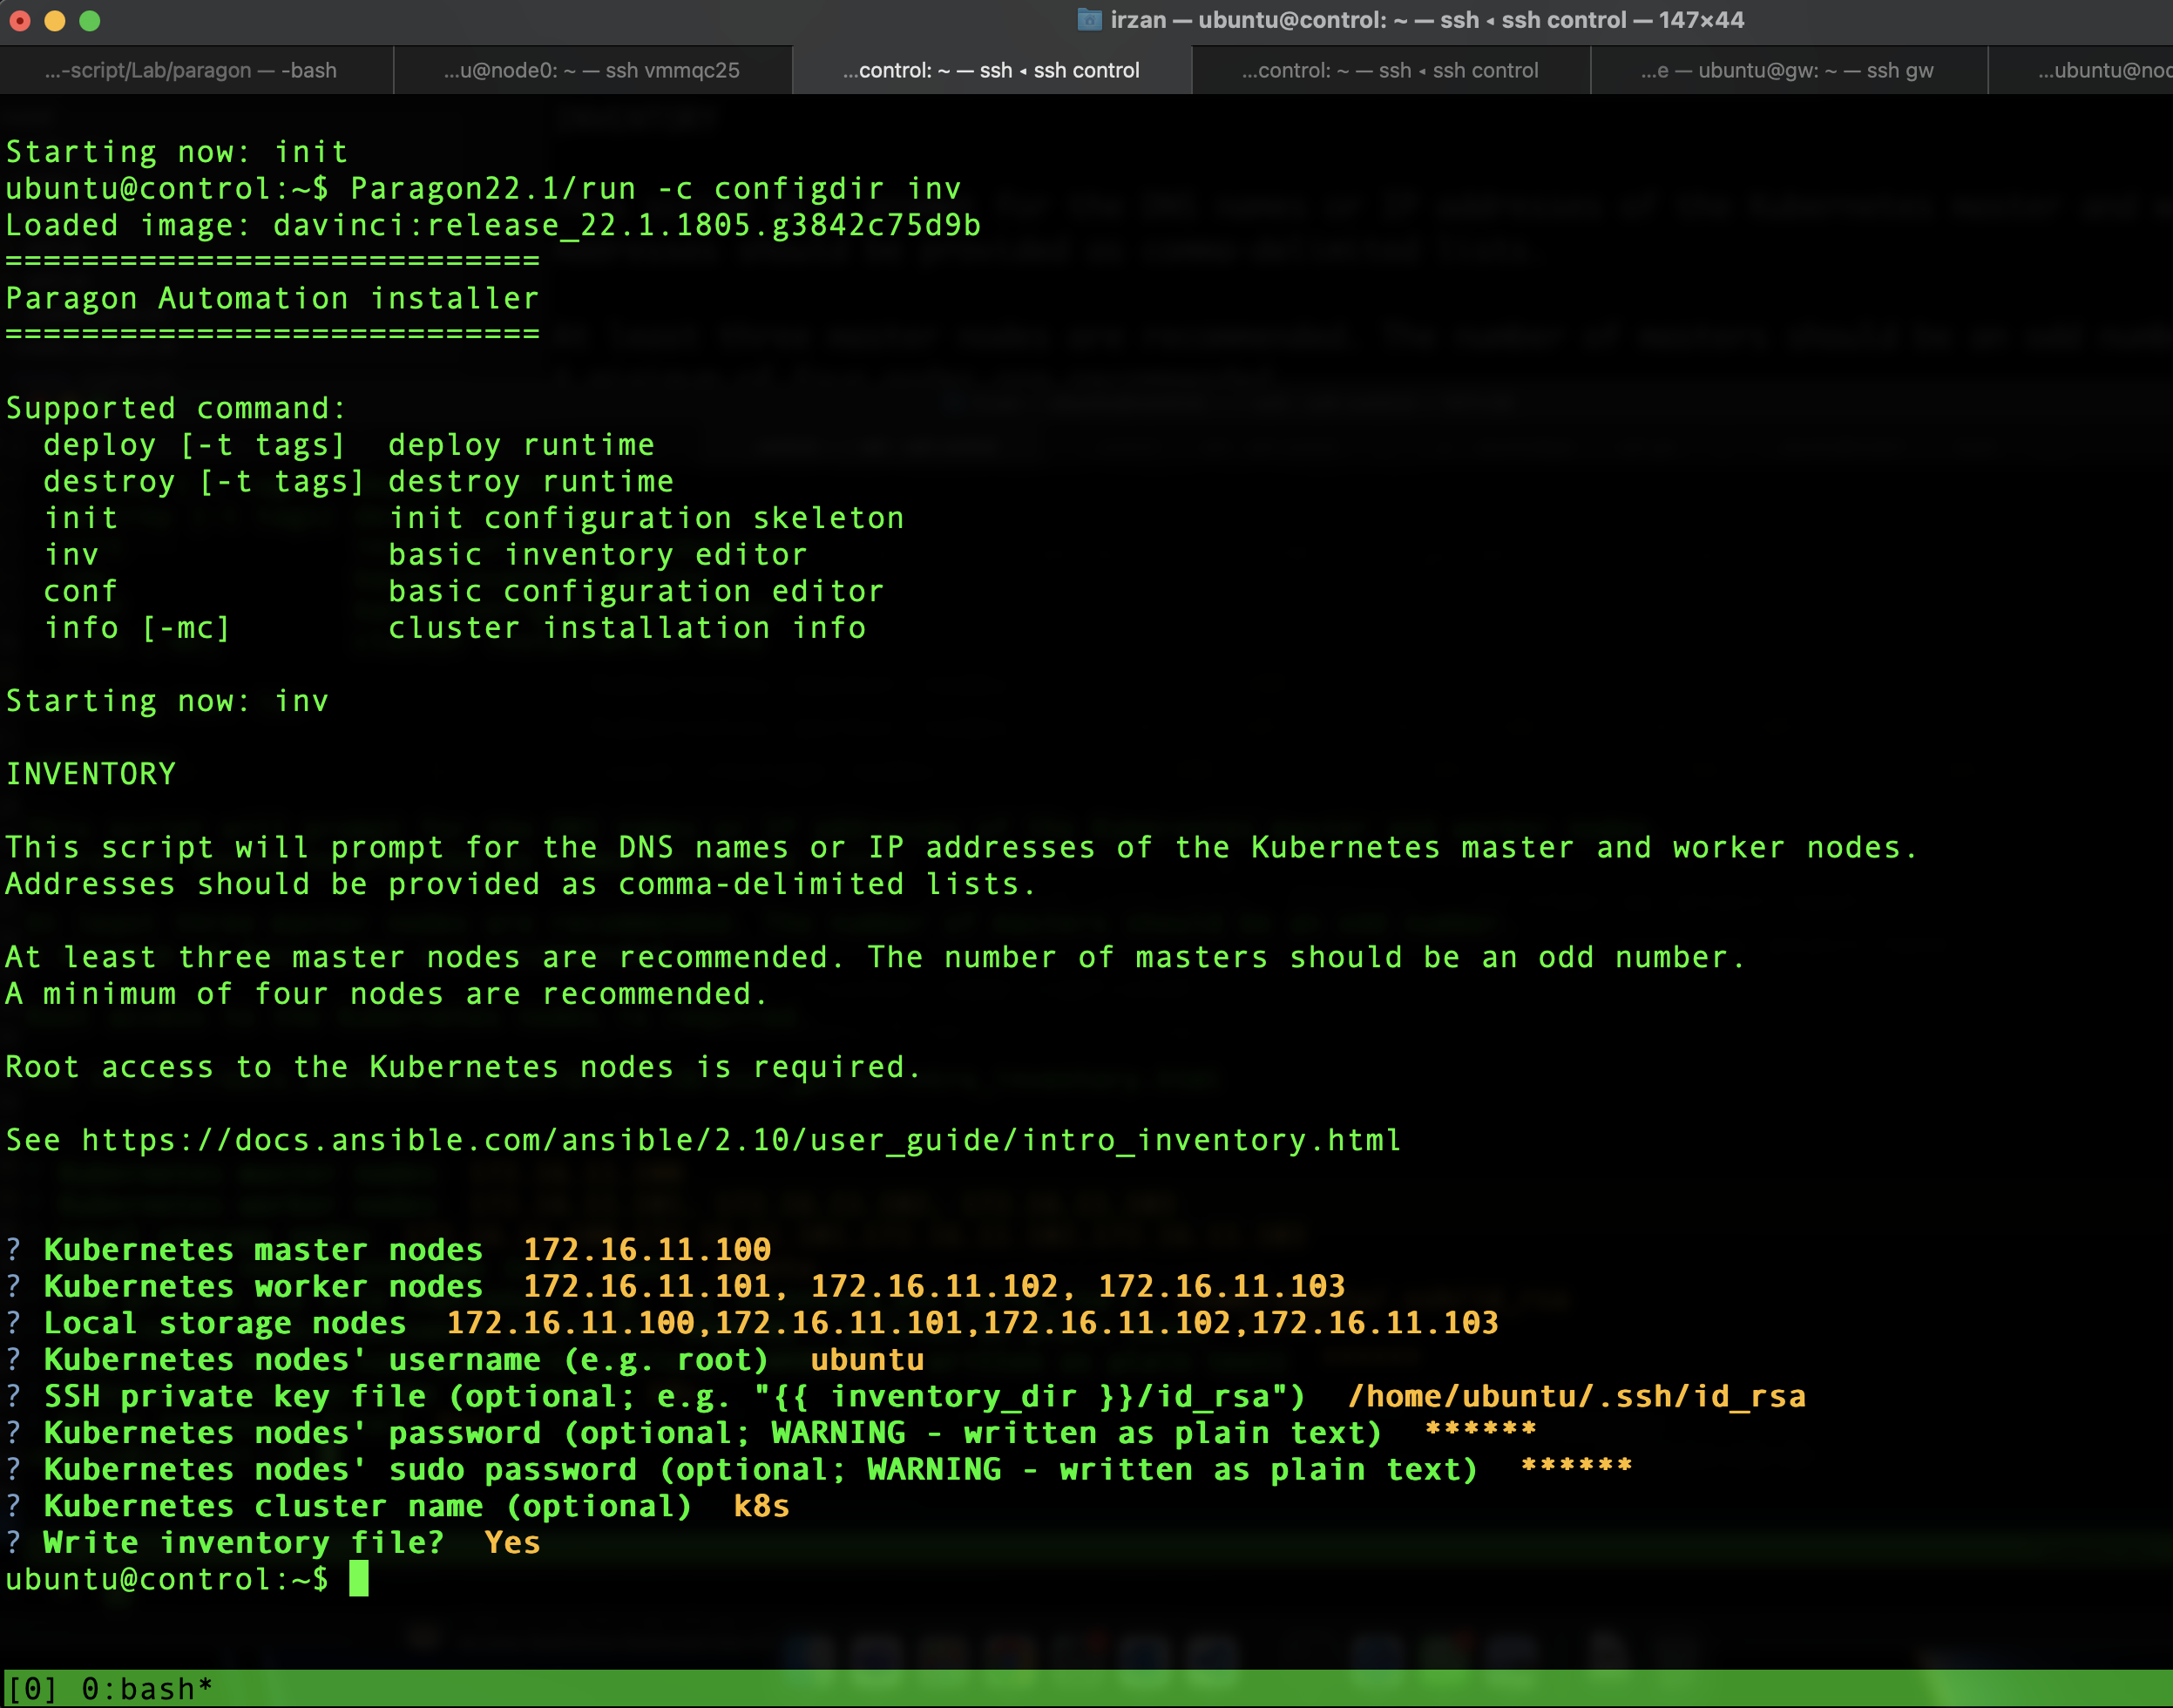 irzan — ubuntu@control: ~ — ssh ◂ ssh control — 147×44
...-script/Lab/paragon — -bash
...u@node0: ~ — ssh vmmqc25
...control: ~ — ssh ◂ ssh control
...control: ~ — ssh ◂ ssh control
...e — ubuntu@gw: ~ — ssh gw
...ubuntu@noc
Starting now: init
ubuntu@control:~$ Paragon22.1/run -c configdir inv
Loaded image: davinci:release_22.1.1805.g3842c75d9b
============================
Paragon Automation installer
============================
Supported command:
deploy [-t tags]  deploy runtime
destroy [-t tags] destroy runtime
init              init configuration skeleton
inv               basic inventory editor
conf              basic configuration editor
info [-mc]        cluster installation info
Starting now: inv
INVENTORY
This script will prompt for the DNS names or IP addresses of the Kubernetes master and worker nodes.
Addresses should be provided as comma-delimited lists.
At least three master nodes are recommended. The number of masters should be an odd number.
A minimum of four nodes are recommended.
Root access to the Kubernetes nodes is required.
See https://docs.ansible.com/ansible/2.10/user_guide/intro_inventory.html
? Kubernetes master nodes  172.16.11.100
? Kubernetes worker nodes  172.16.11.101, 172.16.11.102, 172.16.11.103
? Local storage nodes  172.16.11.100,172.16.11.101,172.16.11.102,172.16.11.103
? Kubernetes nodes' username (e.g. root)  ubuntu
? SSH private key file (optional; e.g. "{{ inventory_dir }}/id_rsa")  /home/ubuntu/.ssh/id_rsa
? Kubernetes nodes' password (optional; WARNING - written as plain text)  ******
? Kubernetes nodes' sudo password (optional; WARNING - written as plain text)  ******
? Kubernetes cluster name (optional)  k8s
? Write inventory file?  Yes
ubuntu@control:~$
[0] 0:bash*